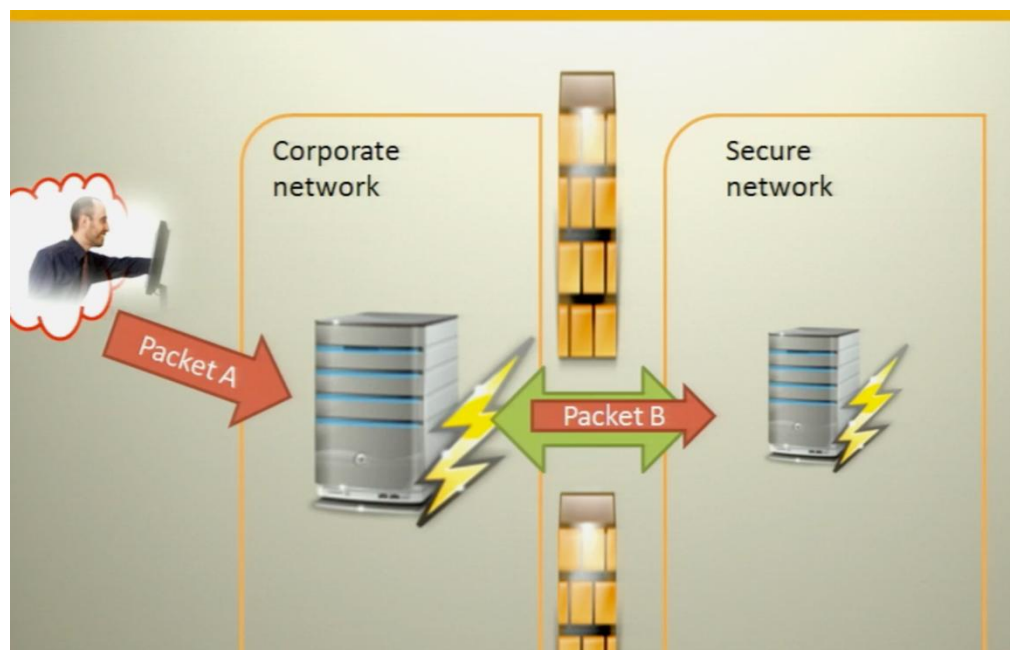 Corporate
network
Secure
network
Packet A
Packet B